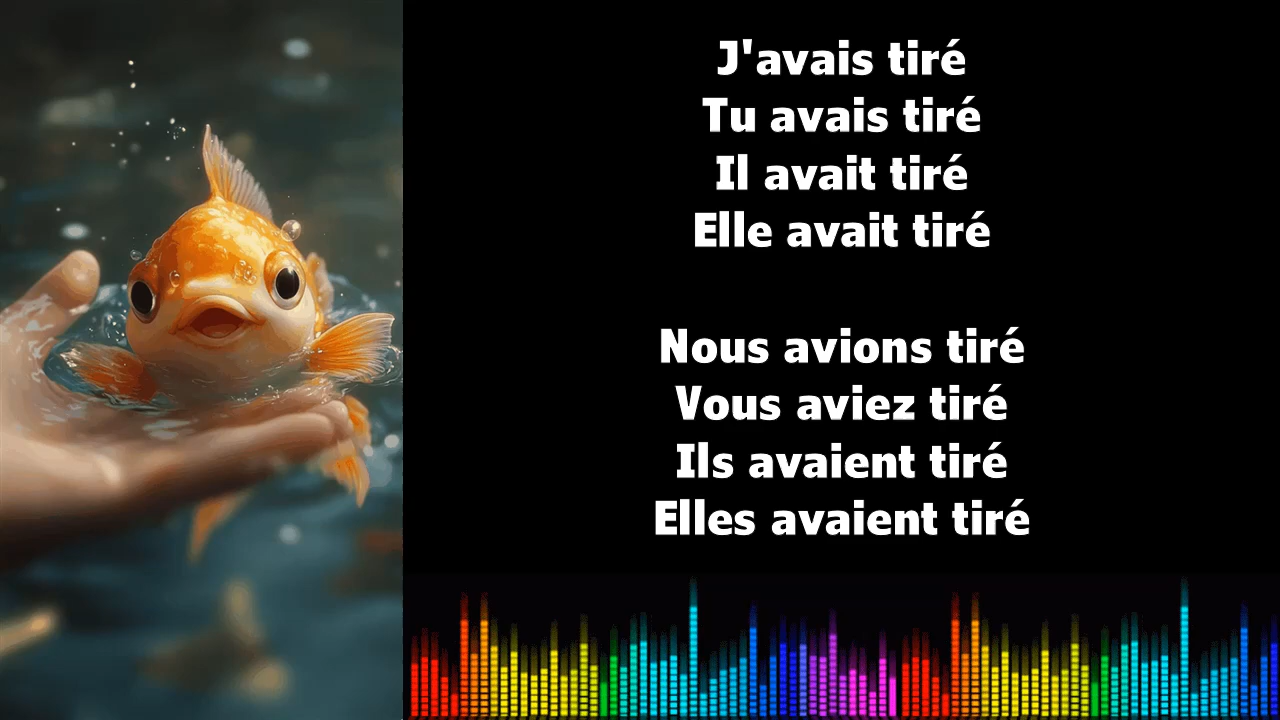 J'avais tiré
Tu avais tiré
Il avait tiré
Elle avait tiré
Nous avions tiré
Vous aviez tiré
Ils avaient tiré
Elles avaient tiré